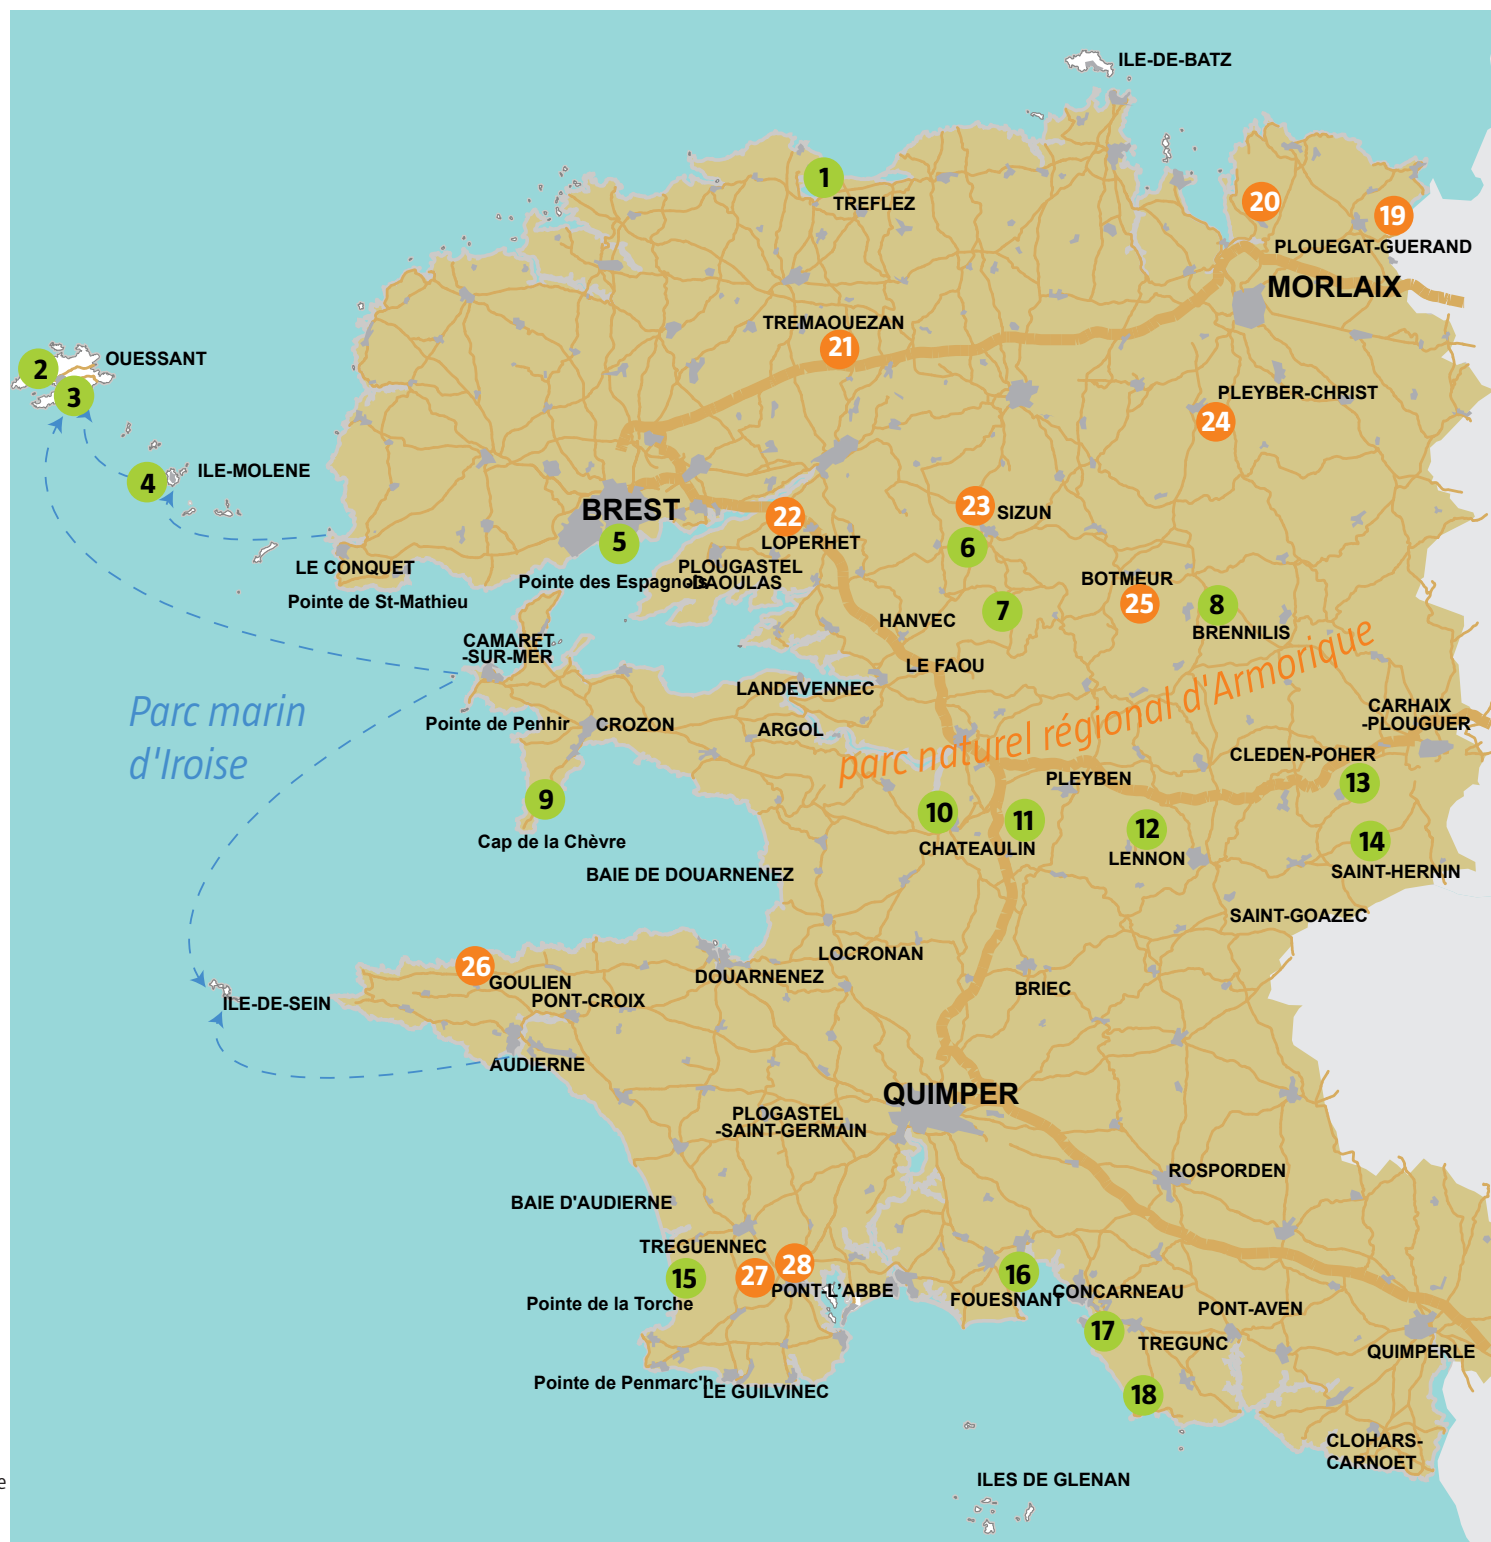 ILE-DE-BATZ
1
TREFLEZ
20
19
PLOUEGAT-GUERAND
MORLAIX
TREMAOUEZAN
21
OUESSANT
2
3
PLEYBER-CHRIST
24
ILE-MOLENE
4
BREST
5
22
LOPERHET
23
SIZUN
6
LE CONQUET
Pointe de St-Mathieu
Pointe des Espagnols
PLOUGASTEL
-DAOULAS
BOTMEUR
25
8
BRENNILIS
7
HANVEC
CAMARET
-SUR-MER
LE FAOU
LANDEVENNEC
parc naturel régional d'Armorique
Parc marin
d'Iroise
Pointe de Penhir
CROZON
ARGOL
CARHAIX
-PLOUGUER
CLEDEN-POHER
13
PLEYBEN
9
Cap de la Chèvre
10
11
CHATEAULIN
12
LENNON
14
SAINT-HERNIN
BAIE DE DOUARNENEZ
SAINT-GOAZEC
LOCRONAN
26
GOULIEN
DOUARNENEZ
PONT-CROIX
BRIEC
ILE-DE-SEIN
AUDIERNE
QUIMPER
PLOGASTEL
-SAINT-GERMAIN
ROSPORDEN
BAIE D'AUDIERNE
TREGUENNEC
15
27
28
PONT-L'ABBE
Pointe de la Torche
16
FOUESNANT
CONCARNEAU
17
PONT-AVEN
TREGUNC
QUIMPERLE
Pointe de Penmarc'h
LE GUILVINEC
18
CLOHARS-
CARNOET
ILES DE GLENAN
e